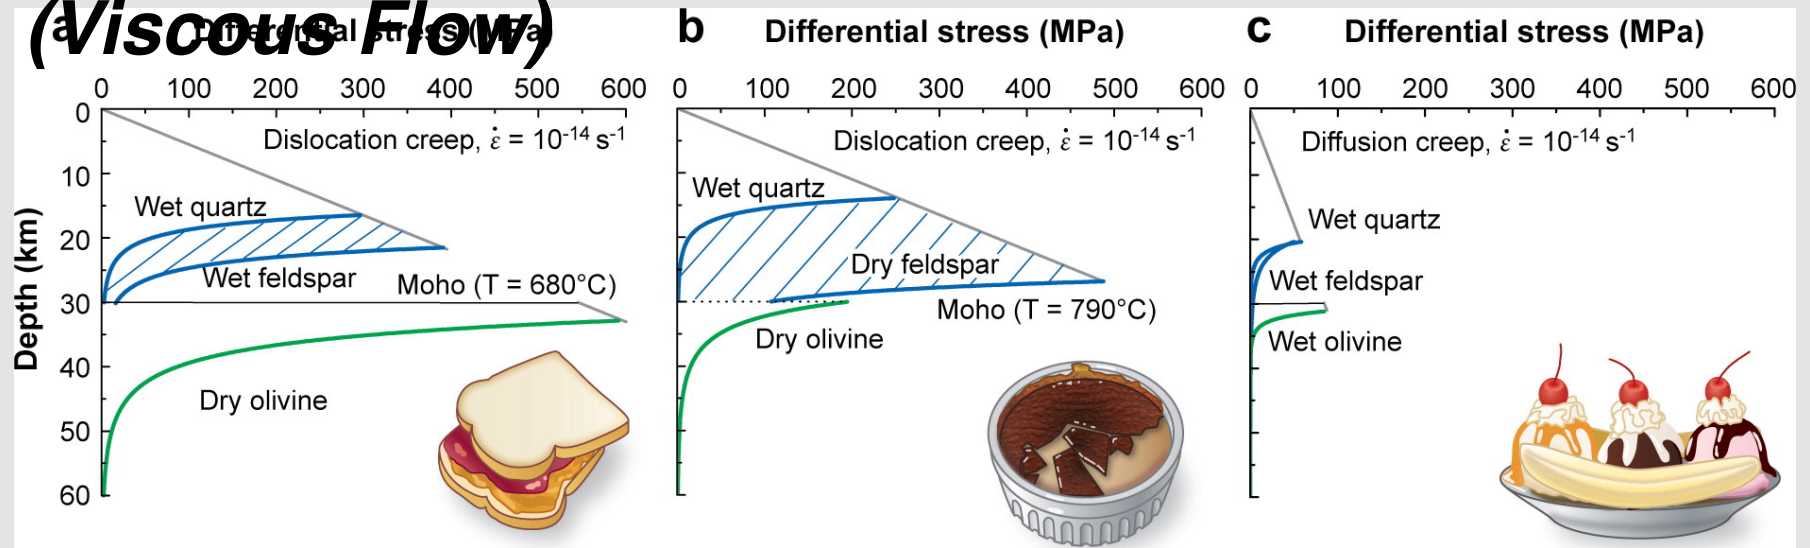 (Viscous Flow)
a Differential stress (MPa)
0 100 200 300 400 500 600
Dislocation creep, ε̇ = 10⁻¹⁴ s⁻¹
Wet quartz
Wet feldspar
Moho (T = 680°C)
Dry olivine
Depth (km)
0
10
20
30
40
50
60
b Differential stress (MPa)
0 100 200 300 400 500 600
Dislocation creep, ε̇ = 10⁻¹⁴ s⁻¹
Wet quartz
Dry feldspar
Moho (T = 790°C)
Dry olivine
c Differential stress (MPa)
0 100 200 300 400 500 600
Diffusion creep, ε̇ = 10⁻¹⁴ s⁻¹
Wet quartz
Wet feldspar
Wet olivine